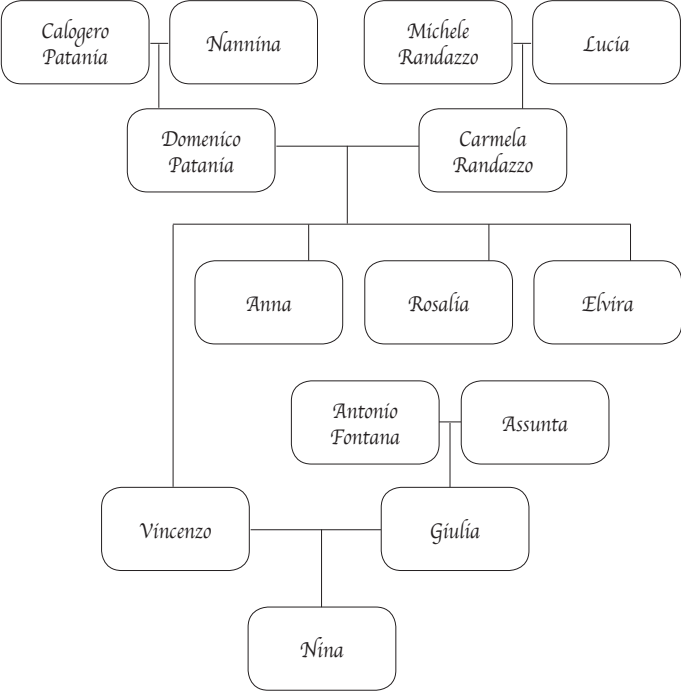 Calogero
Patania
Nannina
Michele
Randazzo
Lucia
Domenico
Patania
Carmela
Randazzo
Anna
Rosalia
Elvira
Antonio
Fontana
Assunta
Vincenzo
Giulia
Nina